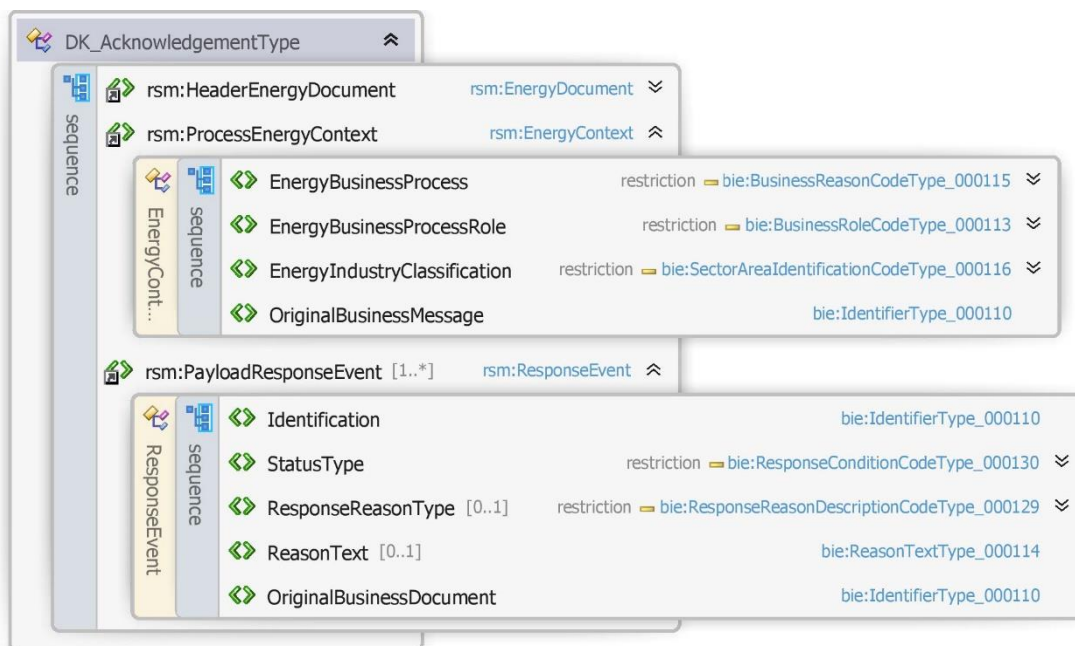 DK_AcknowledgementType
sequence
rsm:HeaderEnergyDocument rsm:EnergyDocument
rsm:ProcessEnergyContext rsm:EnergyContext
EnergyCont...
sequence
EnergyBusinessProcess restriction bie:BusinessReasonCodeType_000115
EnergyBusinessProcessRole restriction bie:BusinessRoleCodeType_000113
EnergyIndustryClassification restriction bie:SectorAreaIdentificationCodeType_000116
OriginalBusinessMessage bie:IdentifierType_000110
rsm:PayloadResponseEvent [1..*] rsm:ResponseEvent
ResponseEvent
sequence
Identification bie:IdentifierType_000110
StatusType restriction bie:ResponseConditionCodeType_000130
ResponseReasonType [0..1] restriction bie:ResponseReasonDescriptionCodeType_000129
ReasonText [0..1] bie:ReasonTextType_000114
OriginalBusinessDocument bie:IdentifierType_000110